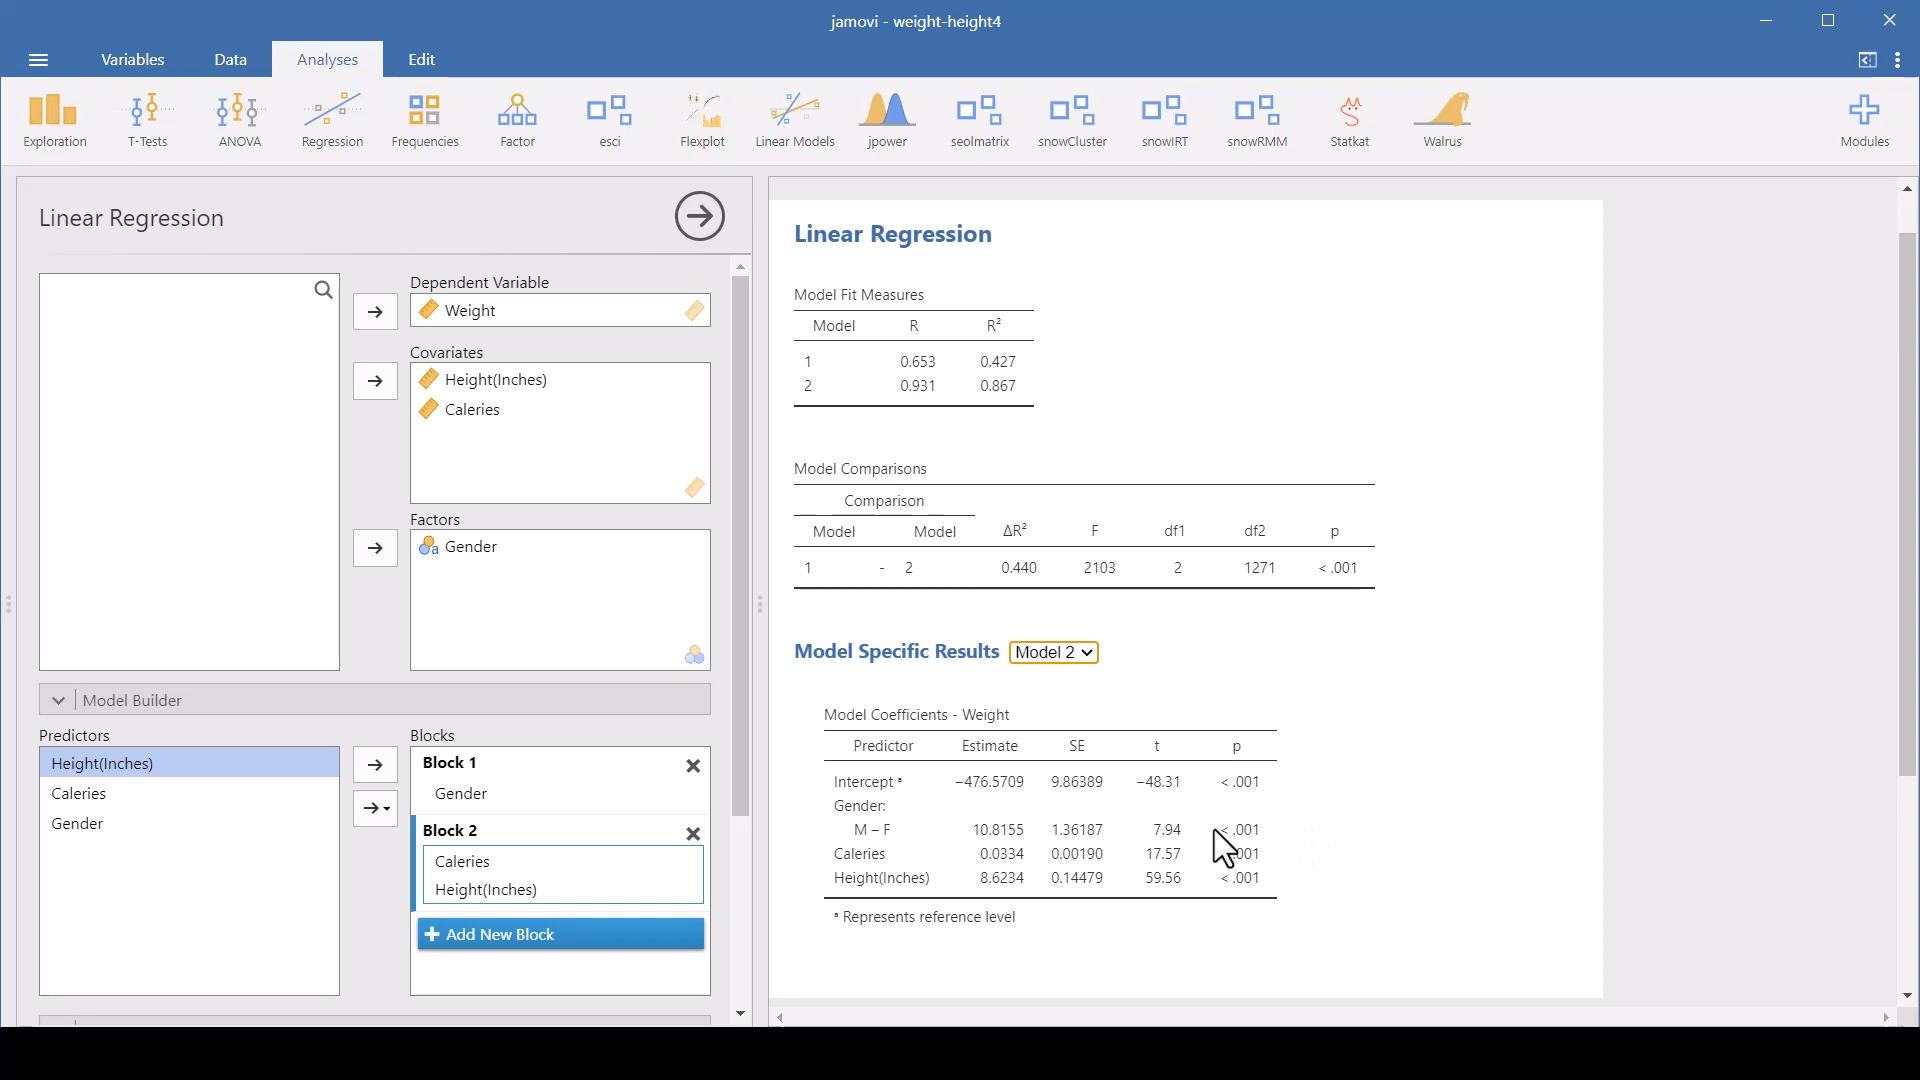 jamovi - weight-height4
Variables Data Analyses Edit
Exploration T-Tests ANOVA Regression Frequencies Factor esci Flexplot Linear Models jpower seolmatrix snowCluster snowIRT snowRMM Statkat Walrus Modules
Linear Regression
Dependent Variable
Weight
Covariates
Height(Inches)
Caleries
Factors
a Gender
Model Builder
Predictors
Height(Inches)
Caleries
Gender
Blocks
Block 1
Gender
Block 2
Caleries
Height(Inches)
+ Add New Block
Linear Regression
Model Fit Measures
Model R R²
1 0.653 0.427
2 0.931 0.867
Model Comparisons
Comparison
Model Model ΔR² F df1 df2 p
1 - 2 0.440 2103 2 1271 < .001
Model Specific Results Model 2
Model Coefficients - Weight
Predictor Estimate SE t p
Intercept ᵃ −476.5709 9.86389 −48.31 < .001
Gender:
M – F 10.8155 1.36187 7.94 < .001
Caleries 0.0334 0.00190 17.57 .001
Height(Inches) 8.6234 0.14479 59.56 < .001
ᵃ Represents reference level